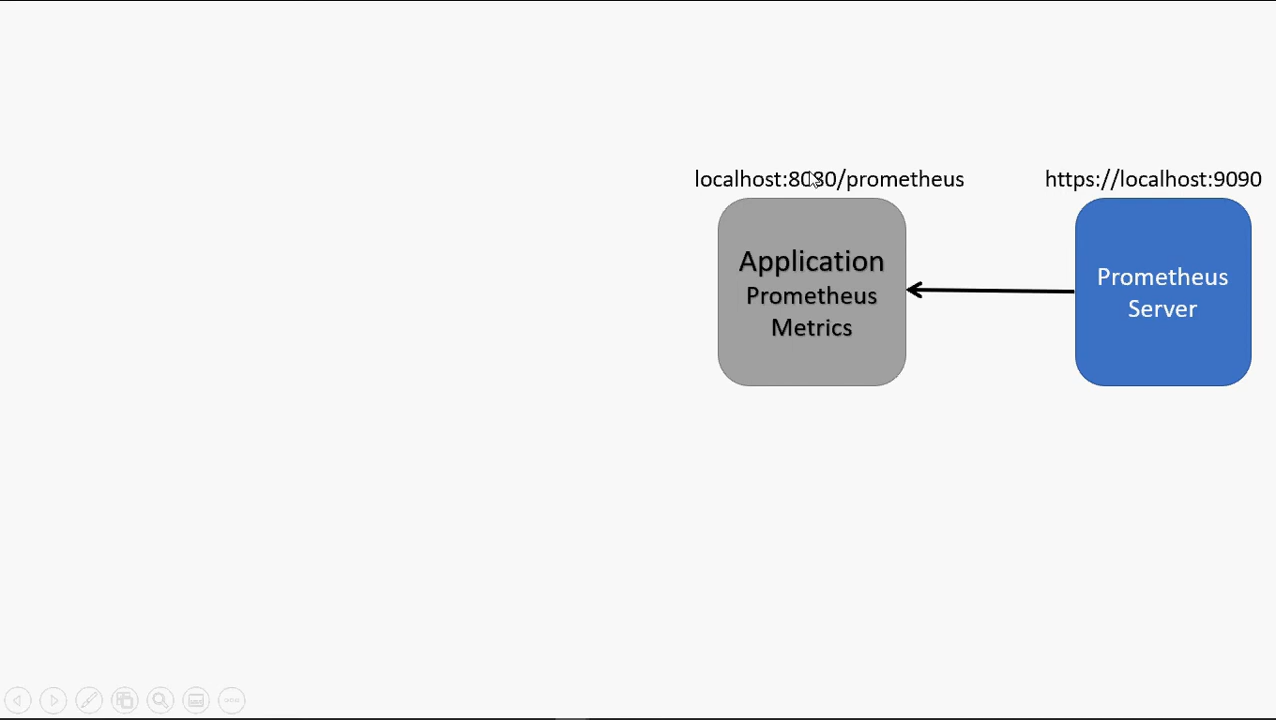 localhost:8080/prometheus
https://localhost:9090
Application
Prometheus
Metrics
Prometheus
Server